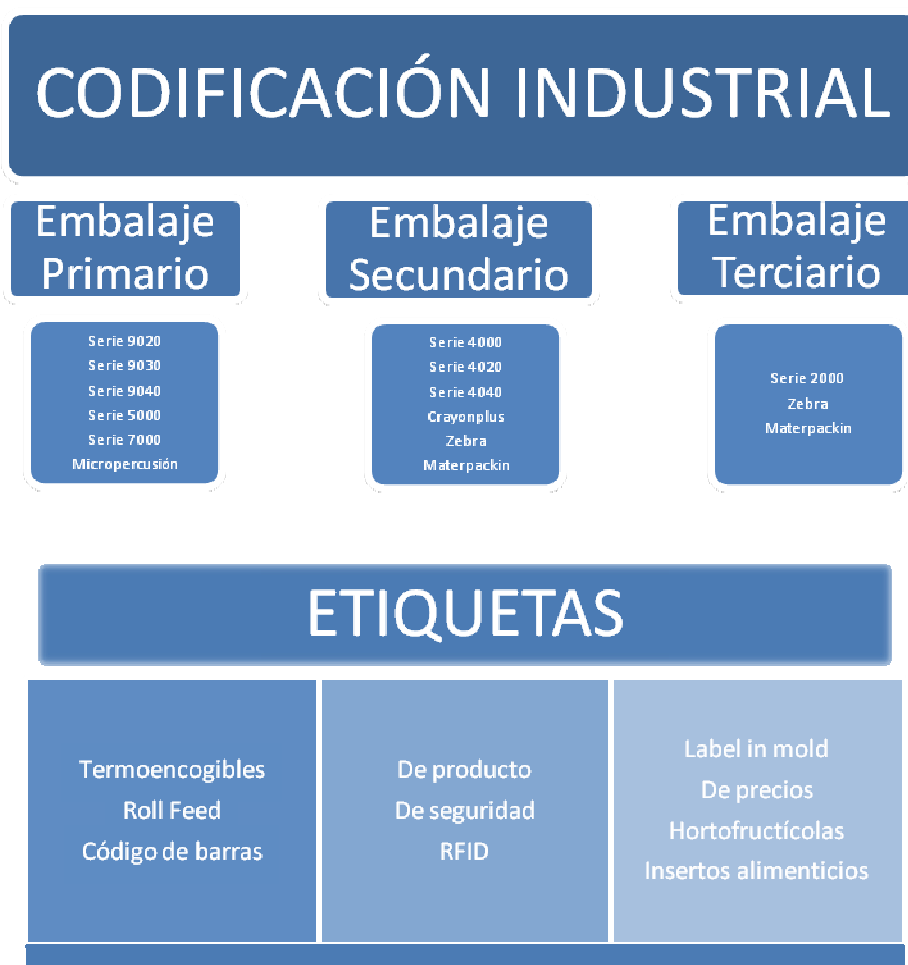 CODIFICACIÓN INDUSTRIAL
Embalaje
Primario
Serie 9020
Serie 9030
Serie 9040
Serie 5000
Serie 7000
Micropercusión
Embalaje
Secundario
Serie 4000
Serie 4020
Serie 4040
Crayonplus
Zebra
Materpackin
Embalaje
Terciario
Serie 2000
Zebra
Materpackin
ETIQUETAS
Termoencogibles
Roll Feed
Código de barras
De producto
De seguridad
RFID
Label in mold
De precios
Hortofructícolas
Insertos alimenticios